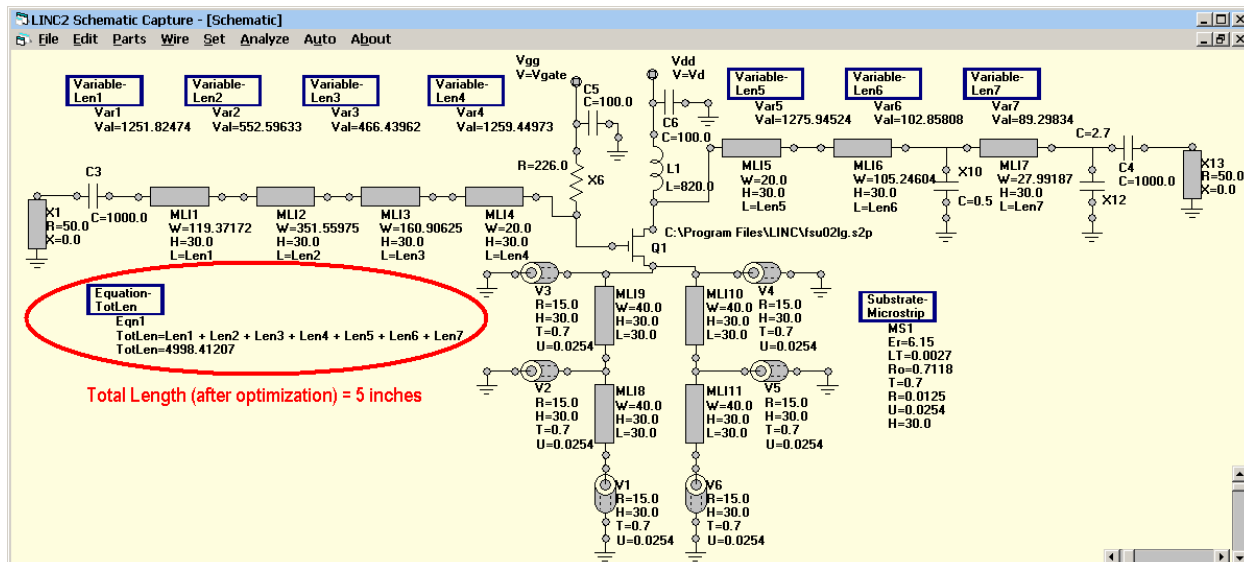 LINC2 Schematic Capture - [Schematic]
File Edit Parts Wire Set Analyze Auto About
Variable-
Len1
Var1
Val=1251.82474
Variable-
Len2
Var2
Val=552.59633
Variable-
Len3
Var3
Val=466.43962
Variable-
Len4
Var4
Val=1259.44973
Vgg
V=Vgate
C5
C=100.0
Vdd
V=Vd
C6
C=100.0
Variable-
Len5
Var5
Val=1275.94524
Variable-
Len6
Var6
Val=102.85808
Variable-
Len7
Var7
Val=89.29834
X1
R=50.0
X=0.0
C3
C=1000.0
MLI1
W=119.37172
H=30.0
L=Len1
MLI2
W=351.55975
H=30.0
L=Len2
MLI3
W=160.90625
H=30.0
L=Len3
MLI4
W=20.0
H=30.0
L=Len4
R=226.0
X6
L1
L=820.0
MLI5
W=20.0
H=30.0
L=Len5
MLI6
W=105.24604
H=30.0
L=Len6
X10
C=0.5
MLI7
W=27.99187
H=30.0
L=Len7
C=2.7
X12
C4
C=1000.0
X13
R=50.0
X=0.0
C:\Program Files\LINC\fsu02lg.s2p
Q1
Equation-
TotLen
Eqn1
TotLen=Len1 + Len2 + Len3 + Len4 + Len5 + Len6 + Len7
TotLen=4998.41207
Total Length (after optimization) = 5 inches
V3
R=15.0
H=30.0
T=0.7
U=0.0254
MLI9
W=40.0
H=30.0
L=30.0
MLI10
W=40.0
H=30.0
L=30.0
V4
R=15.0
H=30.0
T=0.7
U=0.0254
Substrate-
Microstrip
MS1
Er=6.15
LT=0.0027
Ro=0.7118
T=0.7
R=0.0125
U=0.0254
H=30.0
V2
R=15.0
H=30.0
T=0.7
U=0.0254
MLI8
W=40.0
H=30.0
L=30.0
MLI11
W=40.0
H=30.0
L=30.0
V5
R=15.0
H=30.0
T=0.7
U=0.0254
V1
R=15.0
H=30.0
T=0.7
U=0.0254
V6
R=15.0
H=30.0
T=0.7
U=0.0254